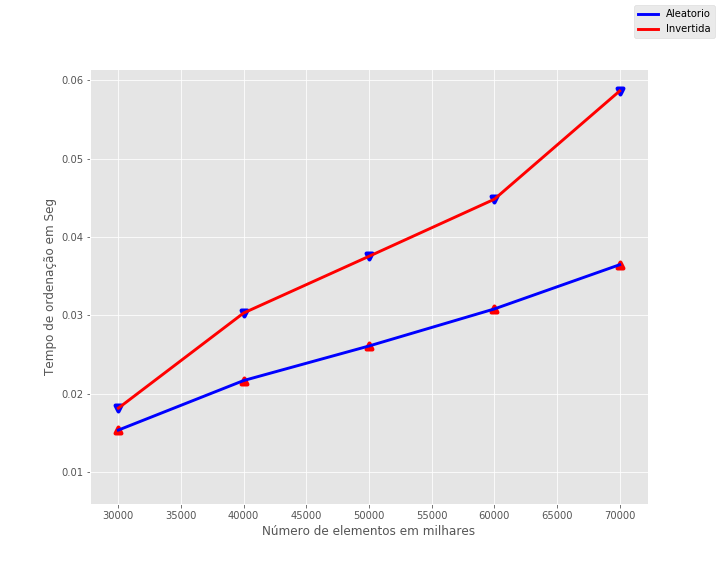 Aleatorio
Invertida
0.06
0.05
0.04
0.03
0.02
0.01
Tempo de ordenação em Seg
30000 35000 40000 45000 50000 55000 60000 65000 70000
Número de elementos em milhares